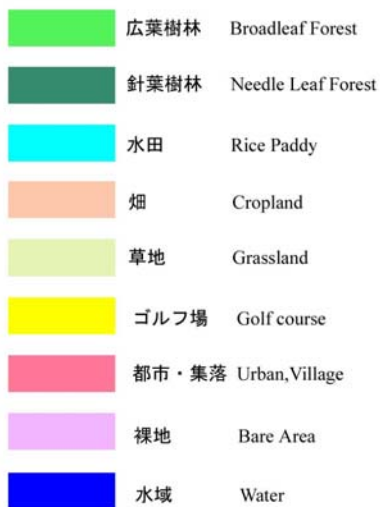 広葉樹林 Broadleaf Forest
針葉樹林 Needle Leaf Forest
水田 Rice Paddy
畑 Cropland
草地 Grassland
ゴルフ場 Golf course
都市・集落 Urban,Village
裸地 Bare Area
水域 Water